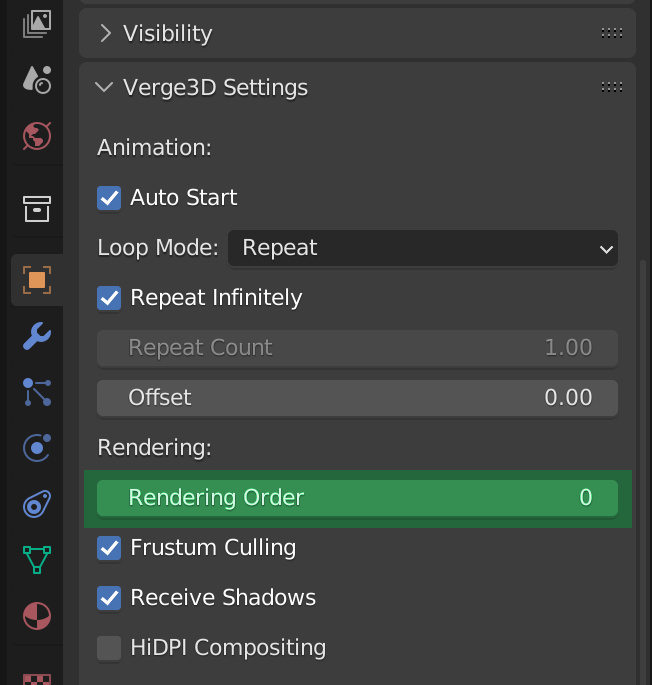 Visibility
Verge3D Settings
Animation:
Auto Start
Loop Mode: Repeat
Repeat Infinitely
Repeat Count 1.00
Offset 0.00
Rendering:
Rendering Order 0
Frustum Culling
Receive Shadows
HiDPI Compositing